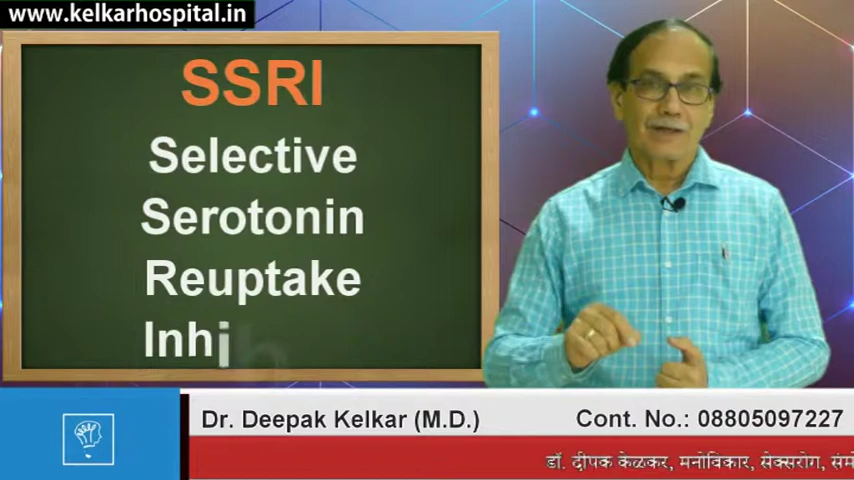 www.kelkarhospital.in
SSRI
Selective
Serotonin
Reuptake
Inhi
Dr. Deepak Kelkar (M.D.)
Cont. No.: 08805097227
डॉ. दीपक केळकर, मनोविकार, सेक्सरोग,